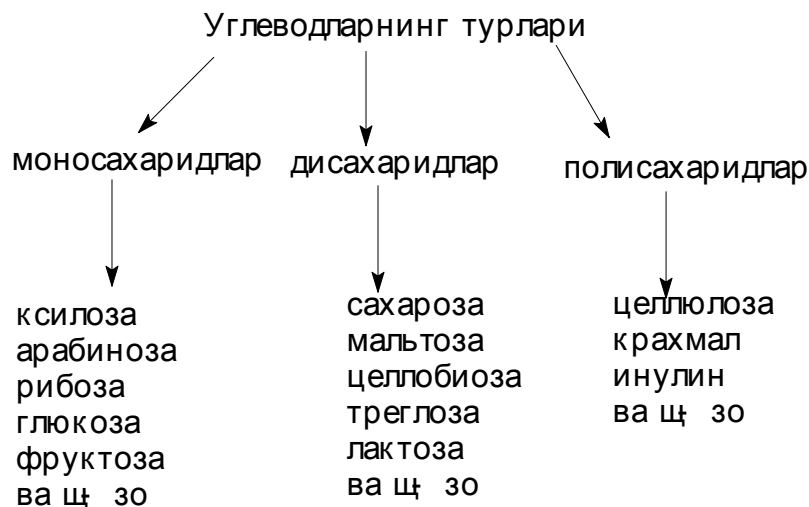 Углеводларнинг турлари
моносахаридлар
дисахаридлар
полисахаридлар
ксилоза
арабиноза
рибоза
глюкоза
фруктоза
ва щ зо
сахароза
мальтоза
целлобиоза
треглоза
лактоза
ва щ зо
целлюлоза
крахмал
инулин
ва щ зо